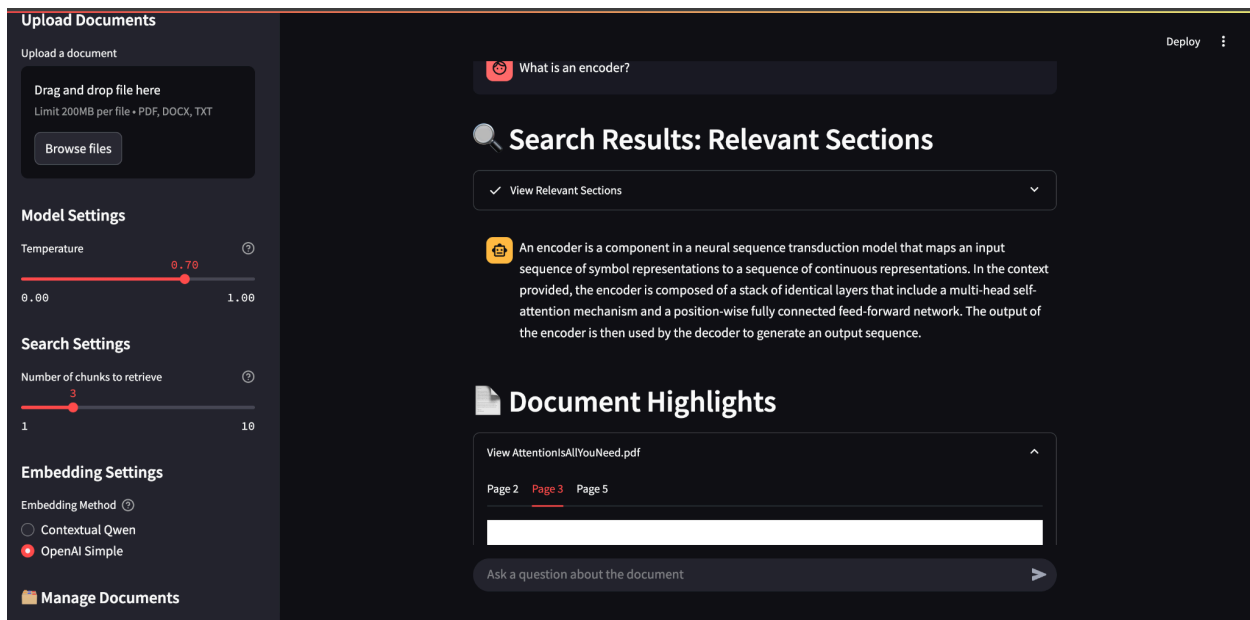 Upload Documents
Upload a document
Drag and drop file here
Limit 200MB per file • PDF, DOCX, TXT
Browse files
Model Settings
Temperature
0.70
0.00 1.00
Search Settings
Number of chunks to retrieve
3
1 10
Embedding Settings
Embedding Method
Contextual Qwen
OpenAI Simple
Manage Documents
Deploy
What is an encoder?
Search Results: Relevant Sections
View Relevant Sections
An encoder is a component in a neural sequence transduction model that maps an input
sequence of symbol representations to a sequence of continuous representations. In the context
provided, the encoder is composed of a stack of identical layers that include a multi-head self-
attention mechanism and a position-wise fully connected feed-forward network. The output of
the encoder is then used by the decoder to generate an output sequence.
Document Highlights
View AttentionIsAllYouNeed.pdf
Page 2 Page 3 Page 5
Ask a question about the document